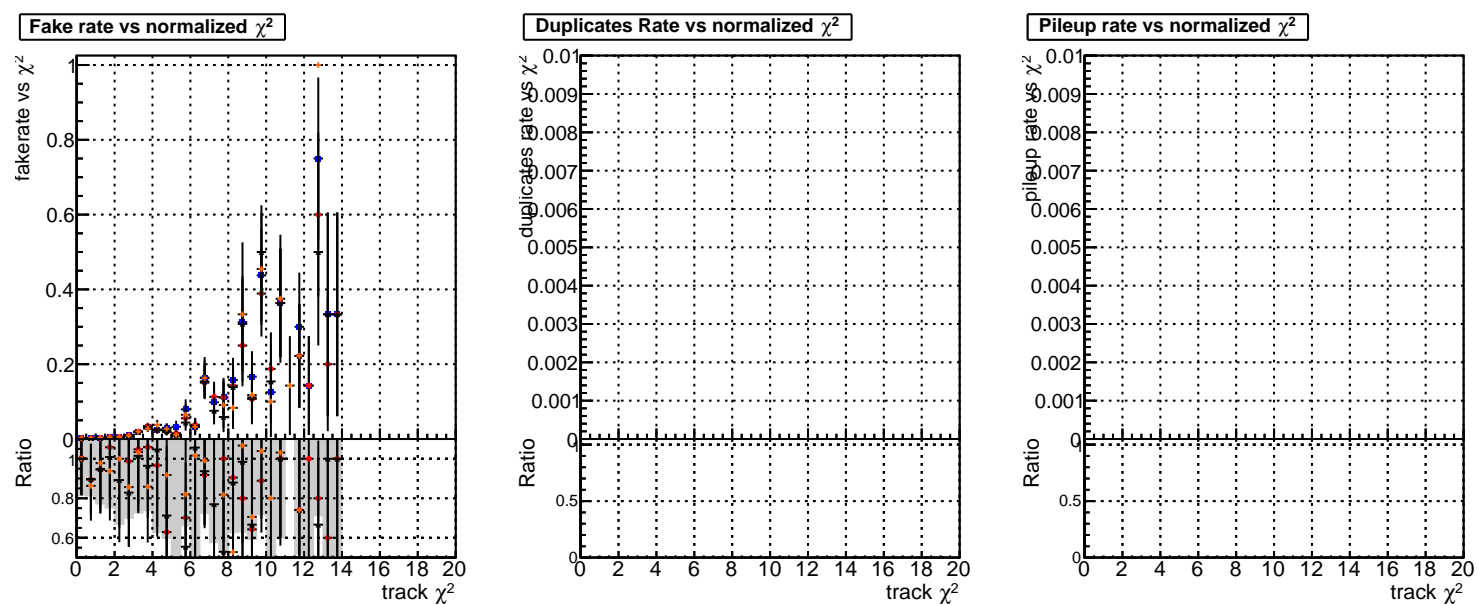 Fake rate vs normalized χ²
fakerate vs χ²
1
0.8
0.6
0.4
0.2
0
Ratio
1
0.8
0.6
0 2 4 6 8 10 12 14 16 18 20
track χ²
Duplicates Rate vs normalized χ²
duplicates rate vs χ²
0.01
0.009
0.008
0.007
0.006
0.005
0.004
0.003
0.002
0.001
0
Ratio
1
0.5
0
0 2 4 6 8 10 12 14 16 18 20
track χ²
Pileup rate vs normalized χ²
pileup rate vs χ²
0.01
0.009
0.008
0.007
0.006
0.005
0.004
0.003
0.002
0.001
0
Ratio
1
0.5
0
0 2 4 6 8 10 12 14 16 18 20
track χ²